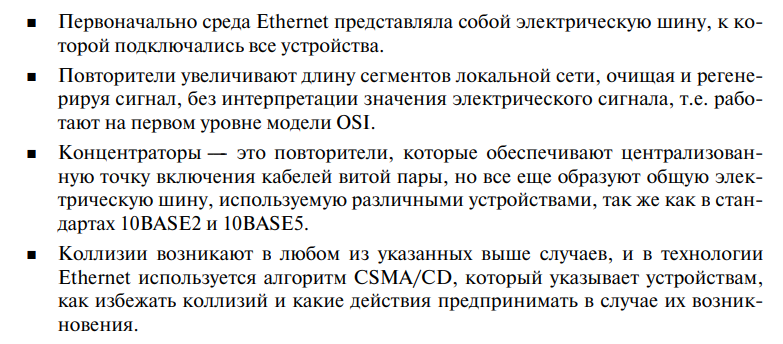 ▪ Первоначально среда Ethernet представляла собой электрическую шину, к ко-
торой подключались все устройства.
▪ Повторители увеличивают длину сегментов локальной сети, очищая и регене-
рируя сигнал, без интерпретации значения электрического сигнала, т.е. рабо-
тают на первом уровне модели OSI.
▪ Концентраторы — это повторители, которые обеспечивают централизован-
ную точку включения кабелей витой пары, но все еще образуют общую элек-
трическую шину, используемую различными устройствами, так же как в стан-
дартах 10BASE2 и 10BASE5.
▪ Коллизии возникают в любом из указанных выше случаев, и в технологии
Ethernet используется алгоритм CSMA/CD, который указывает устройствам,
как избежать коллизий и какие действия предпринимать в случае их возник-
новения.